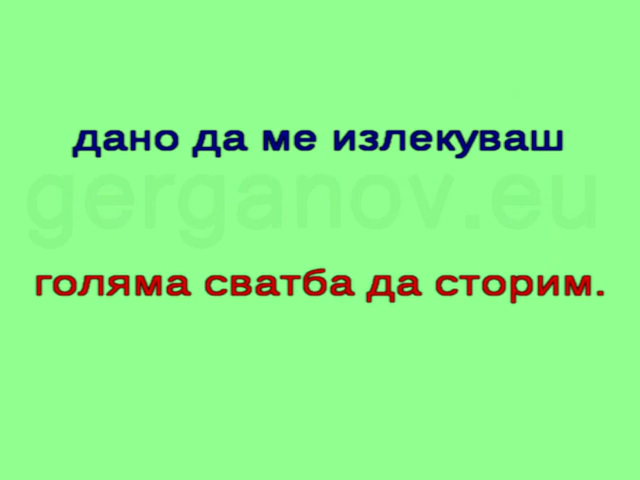 дано да ме излекуваш
gerganov.eu
голяма сватба да сторим.